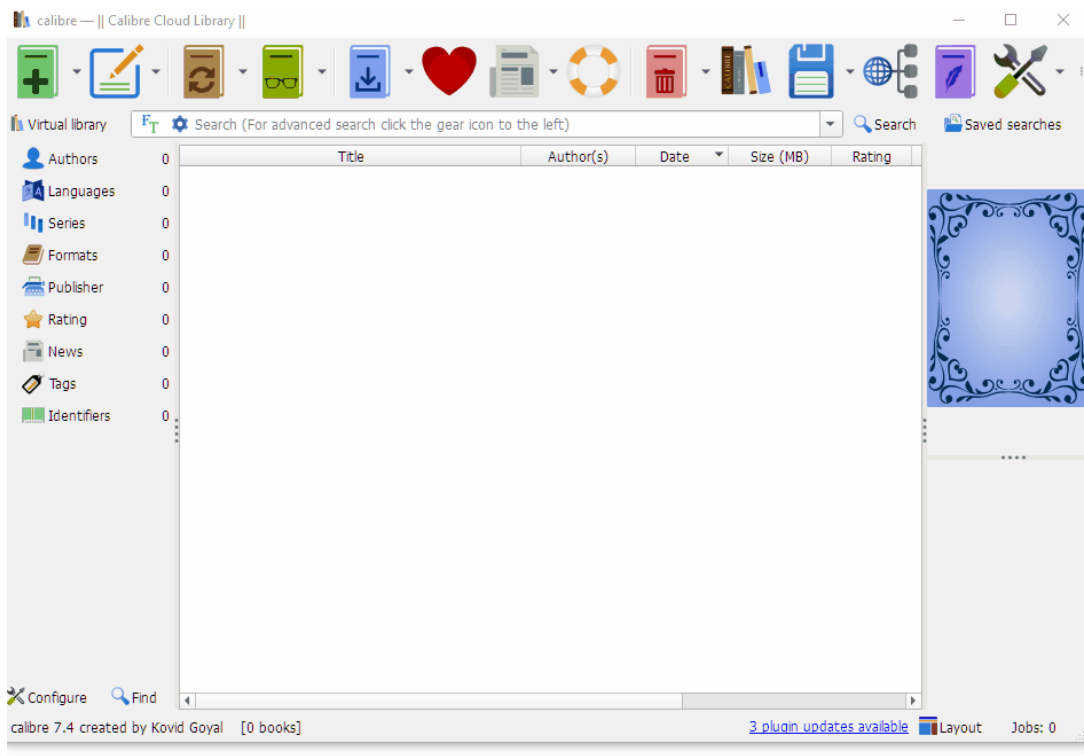 calibre — || Calibre Cloud Library ||
CALIBRE
Virtual library FT Search (For advanced search click the gear icon to the left) Search Saved searches
Title Author(s) Date Size (MB) Rating
Authors 0
Languages 0
Series 0
Formats 0
Publisher 0
Rating 0
News 0
Tags 0
Identifiers 0
Configure Find
calibre 7.4 created by Kovid Goyal [0 books] 3 plugin updates available Layout Jobs: 0